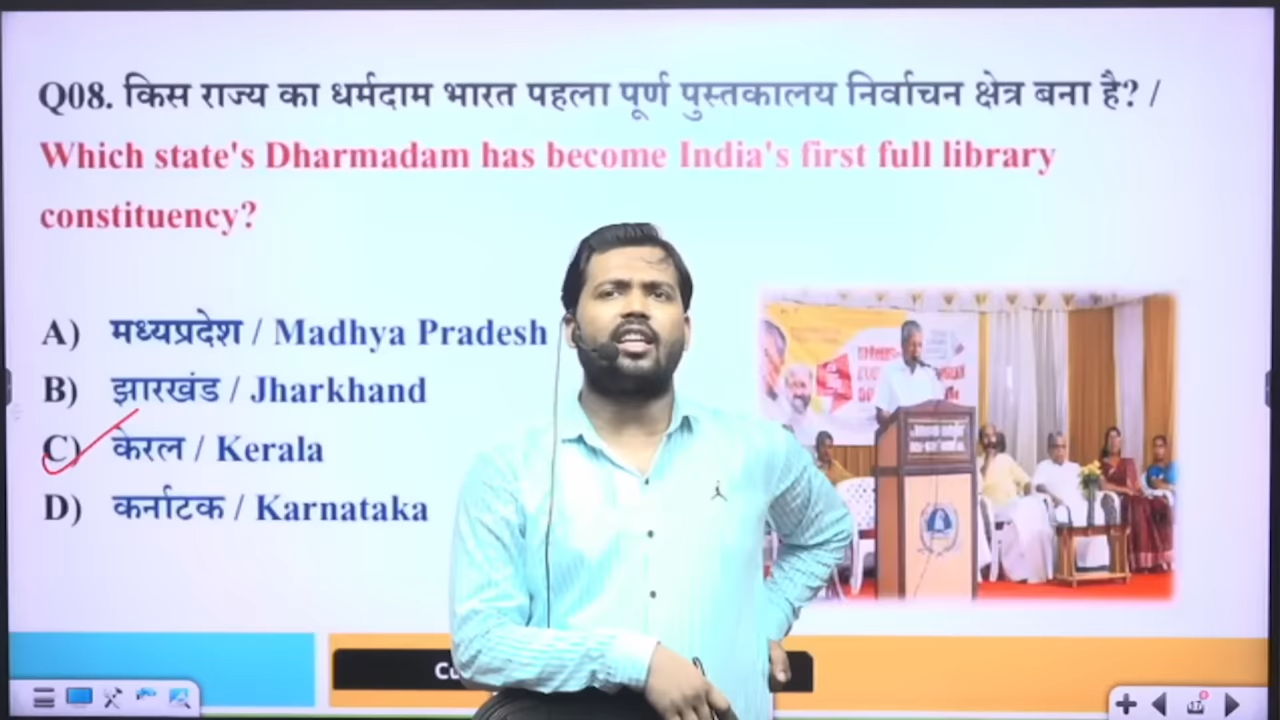 Q08. किस राज्य का धर्मदाम भारत पहला पूर्ण पुस्तकालय निर्वाचन क्षेत्र बना है? /
Which state's Dharmadam has become India's first full library
constituency?
A) मध्यप्रदेश / Madhya Pradesh
B) झारखंड / Jharkhand
C) केरल / Kerala
D) कर्नाटक / Karnataka